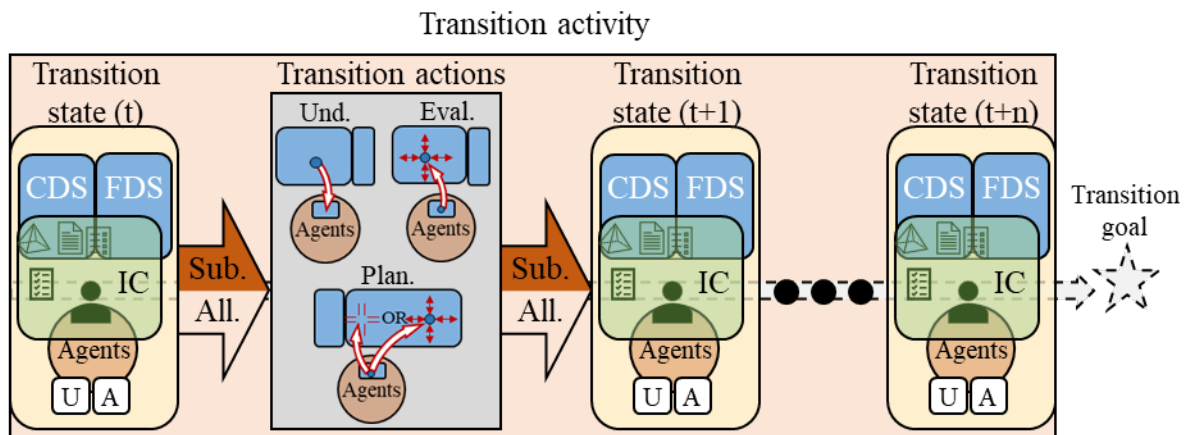 Transition activity
Transition
state (t)
Transition actions
Transition
state (t+1)
Transition
state (t+n)
CDS FDS
IC
Agents
U A
Sub.
All.
Und.
Eval.
Agents
Agents
Plan.
OR
Agents
Sub.
All.
CDS FDS
IC
Agents
U A
CDS FDS
IC
Agents
U A
Transition
goal